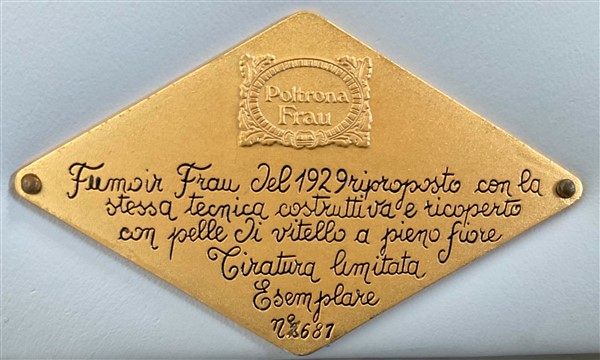 Poltrona
Frau
Fumoir Frau del 1929 riproposto con la
stessa tecnica costruttiva e ricoperto
con pelle di vitello a pieno fiore
Tiratura limitata
Esemplare